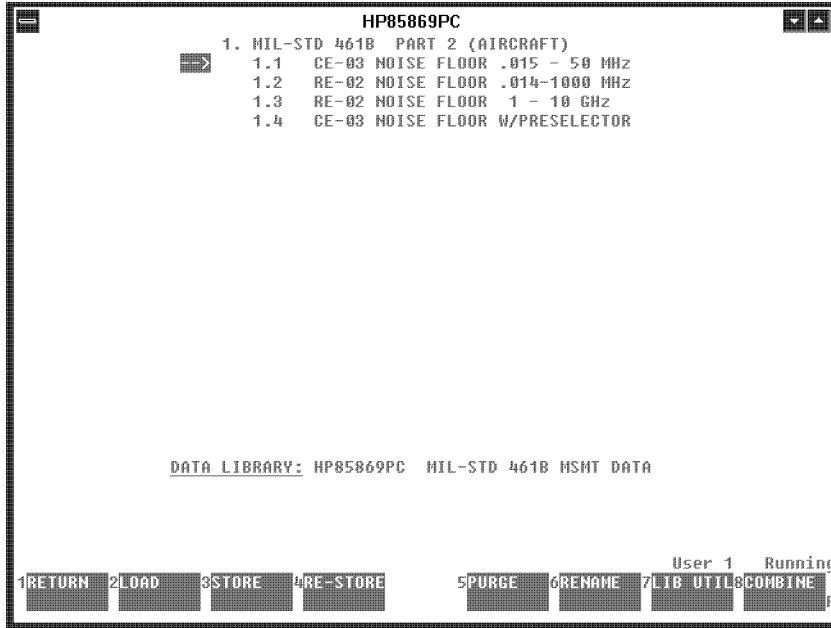 HP85869PC
1. MIL-STD 461B PART 2 (AIRCRAFT)
--> 1.1 CE-03 NOISE FLOOR .015 - 50 MHz
1.2 RE-02 NOISE FLOOR .014-1000 MHz
1.3 RE-02 NOISE FLOOR 1 - 10 GHz
1.4 CE-03 NOISE FLOOR W/PRESELECTOR
DATA LIBRARY: HP85869PC MIL-STD 461B MSMT DATA
User 1 Running
1RETURN 2LOAD 3STORE 4RE-STORE 5PURGE 6RENAME 7LIB UTIL 8COMBINE